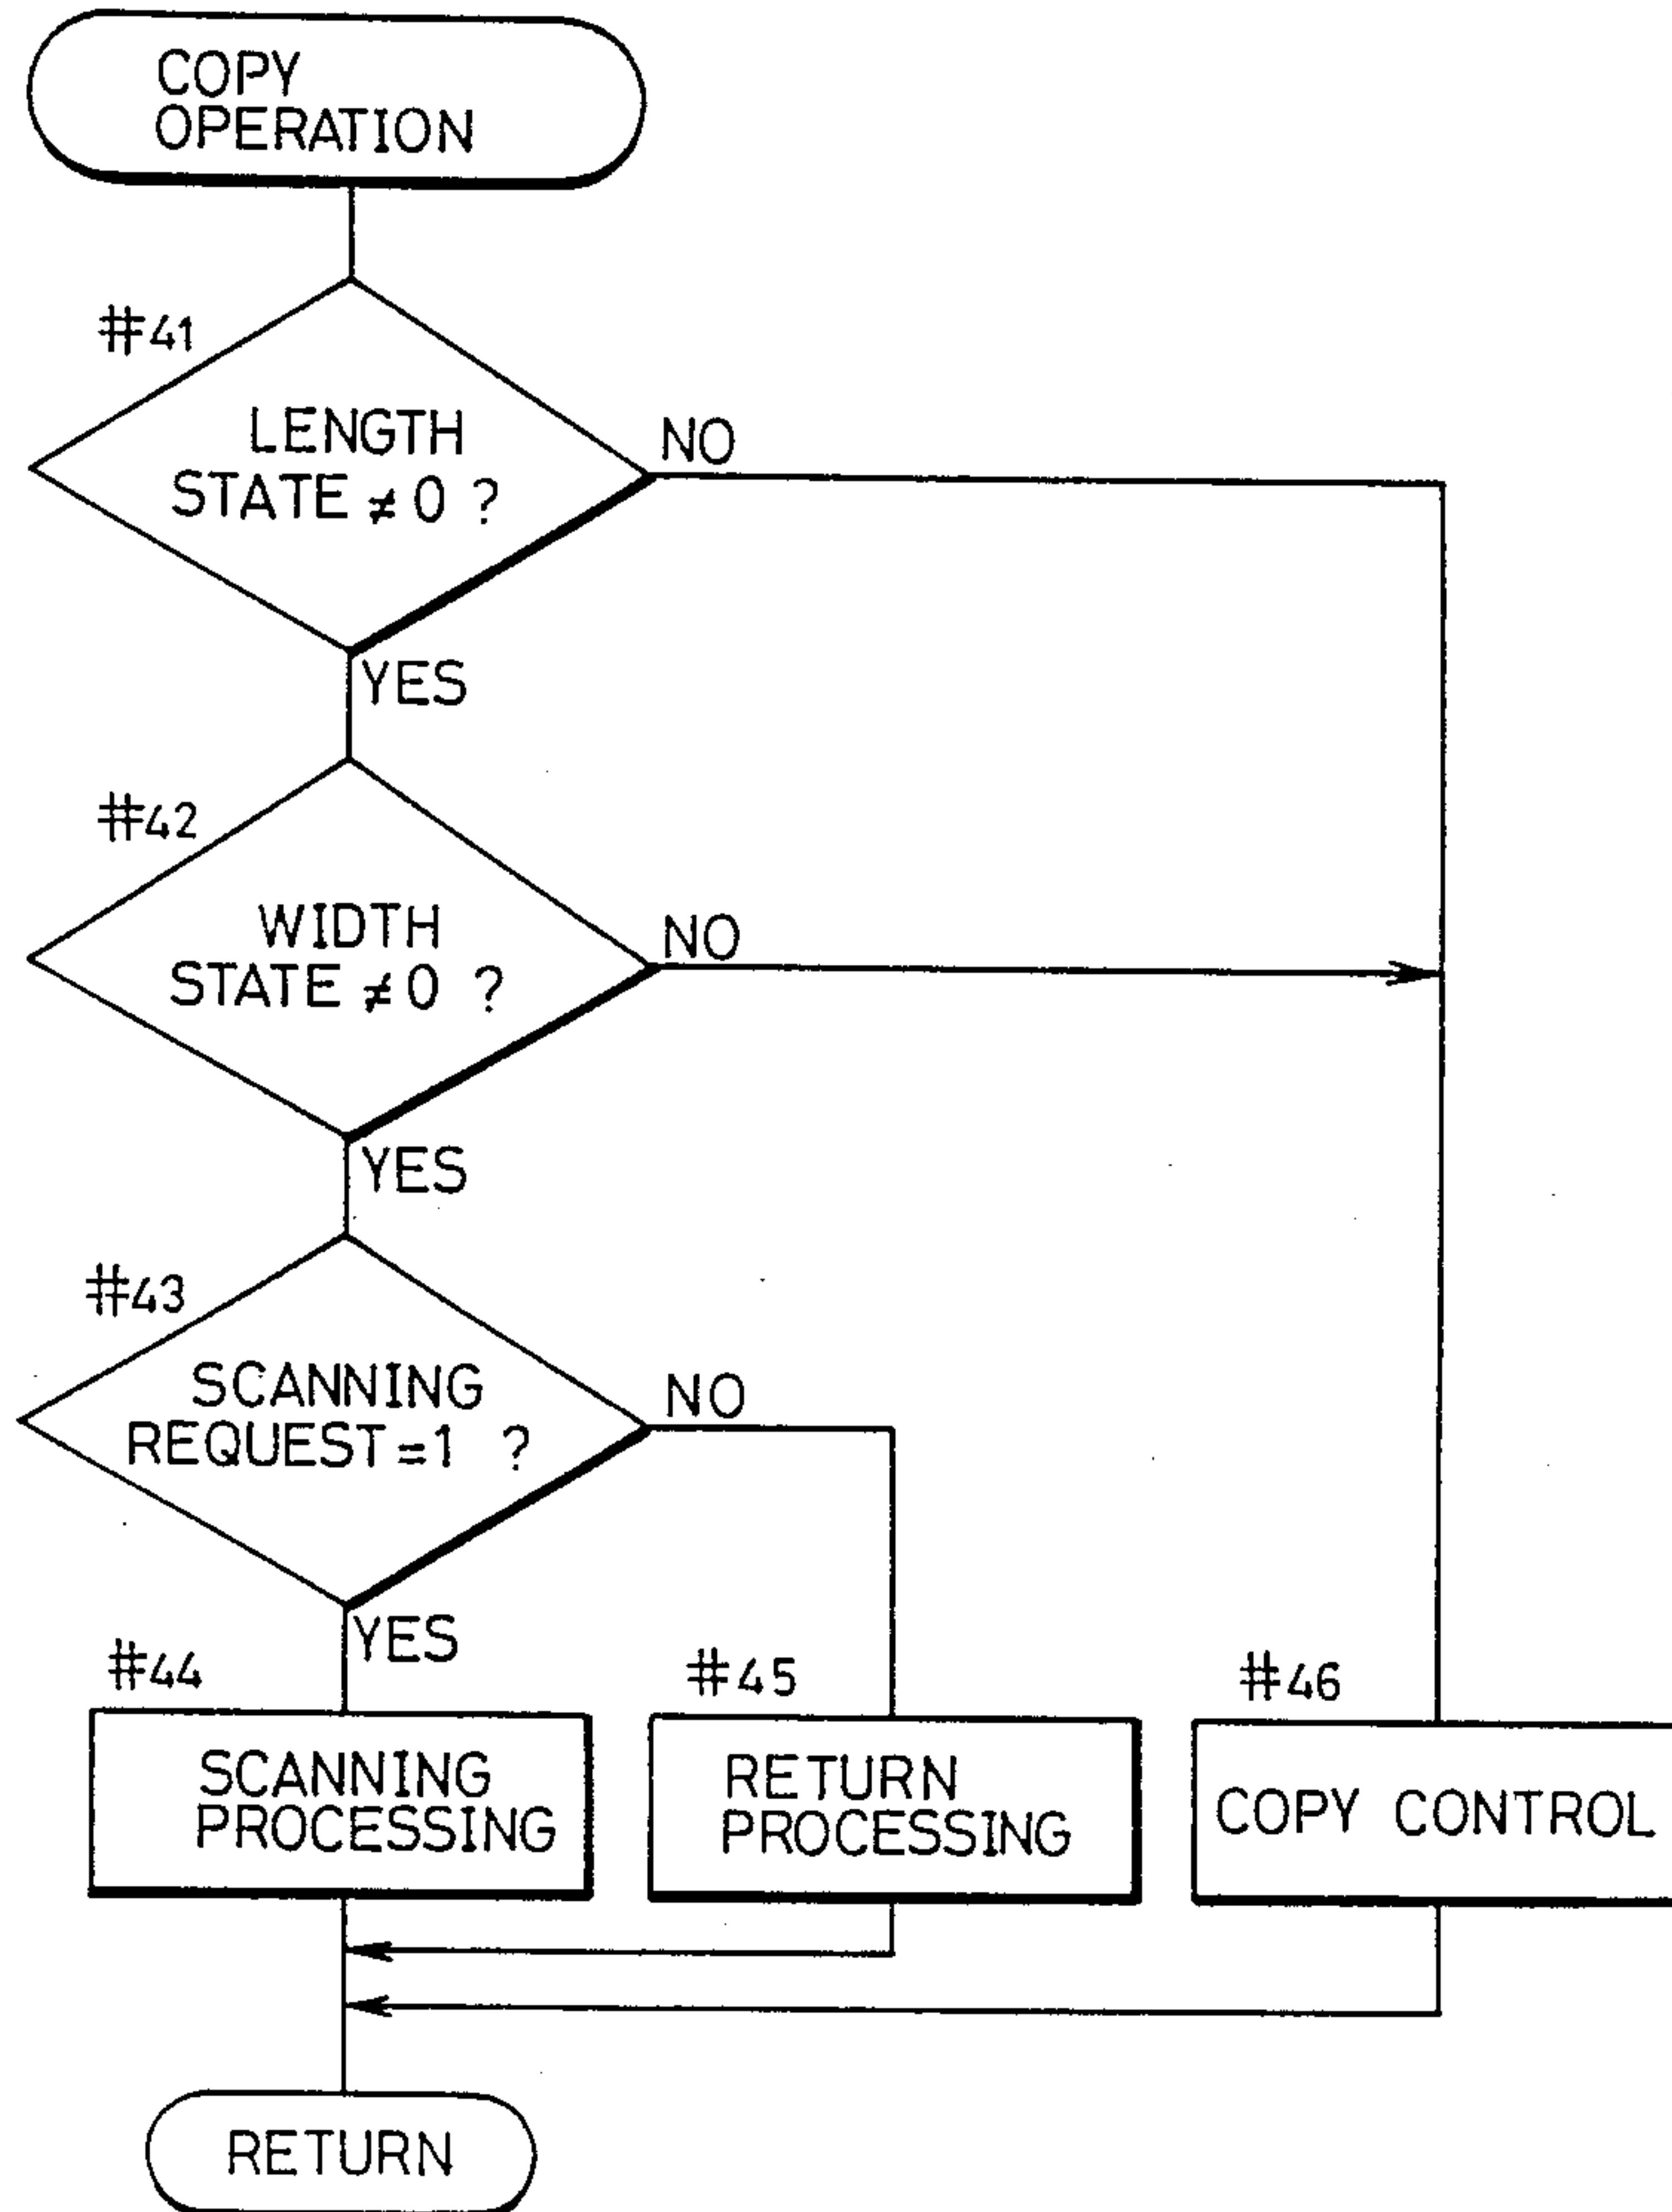 COPY
OPERATION
#41
LENGTH
STATE ≠ 0 ?
NO
YES
#42
WIDTH
STATE ≠ 0 ?
NO
YES
#43
SCANNING
REQUEST = 1 ?
NO
YES
#44
SCANNING
PROCESSING
#45
RETURN
PROCESSING
#46
COPY CONTROL
RETURN